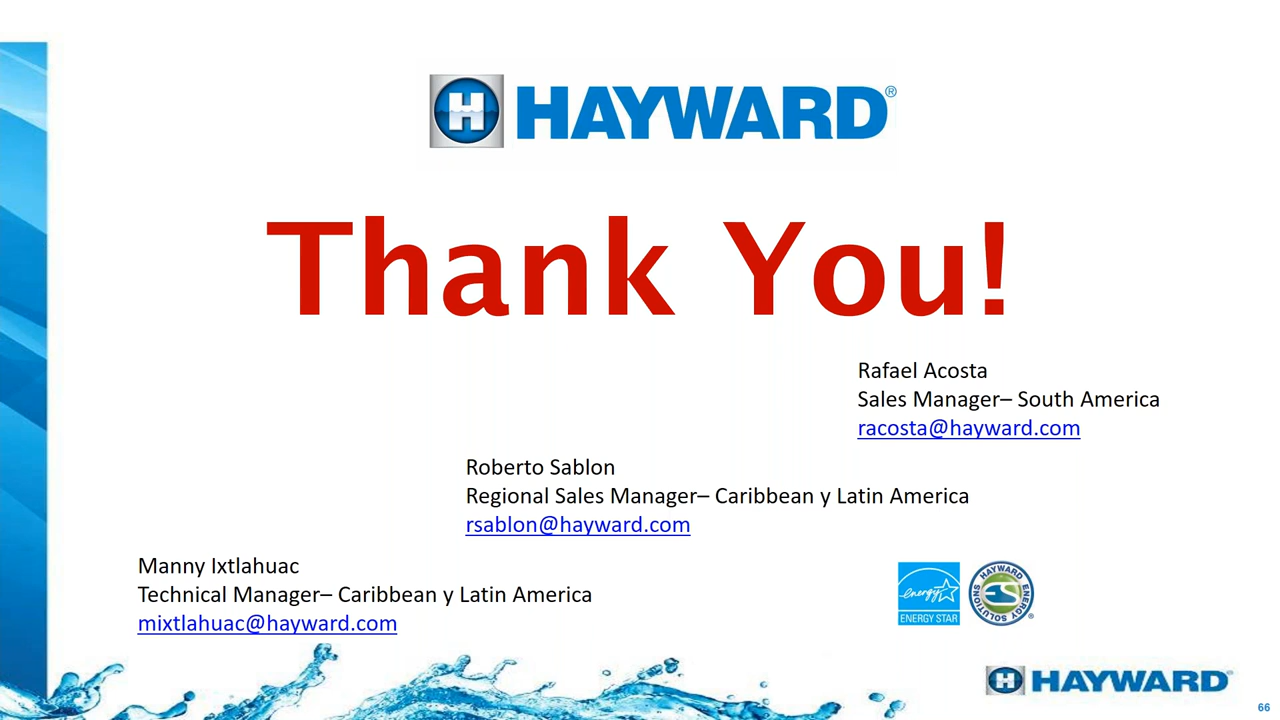 H HAYWARD®
Thank You!
Rafael Acosta
Sales Manager– South America
racosta@hayward.com
Roberto Sablon
Regional Sales Manager– Caribbean y Latin America
rsablon@hayward.com
Manny Ixtlahuac
Technical Manager– Caribbean y Latin America
mixtlahuac@hayward.com
energy
ENERGY STAR
HAYWARD ENERGY SOLUTIONS ES ®
H HAYWARD®
66